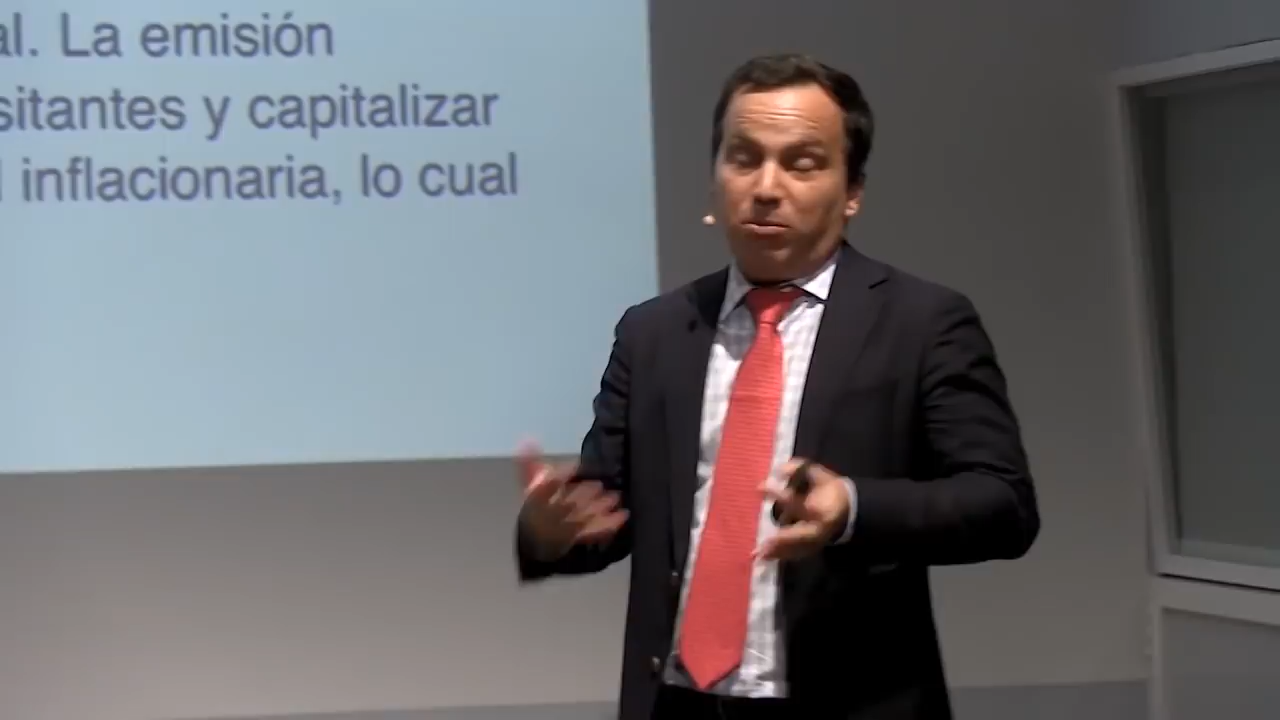 al. La emisión
sitantes y capitalizar
inflacionaria, lo cual